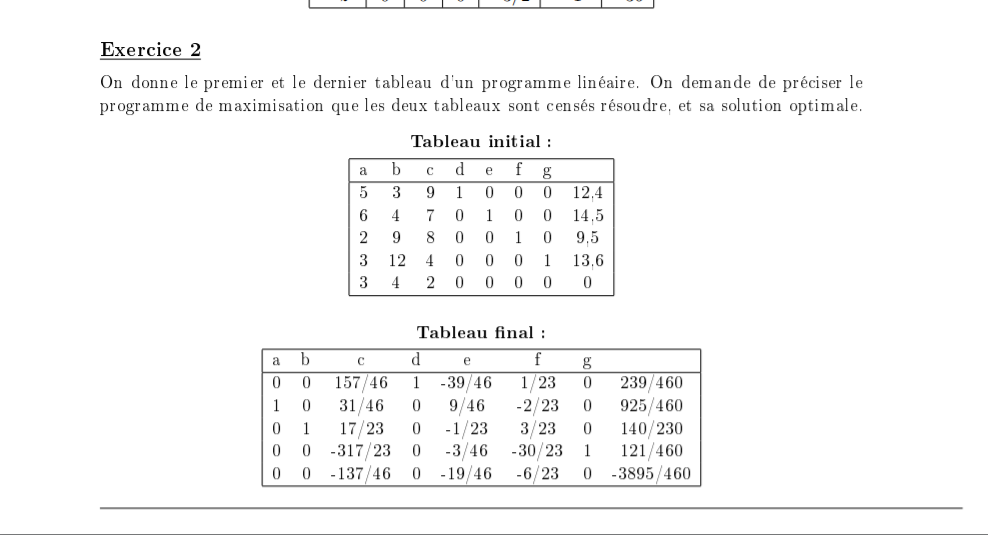 Exercice 2
On donne le premier et le dernier tableau d'un programme linéaire. On demande de préciser le
programme de maximisation que les deux tableaux sont censés résoudre, et sa solution optimale.
Tableau initial :
a b c d e f g
5 3 9 1 0 0 0 12,4
6 4 7 0 1 0 0 14,5
2 9 8 0 0 1 0 9,5
3 12 4 0 0 0 1 13,6
3 4 2 0 0 0 0 0
Tableau final :
a b c d e f g
0 0 157/46 1 -39/46 1/23 0 239/460
1 0 31/46 0 9/46 -2/23 0 925/460
0 1 17/23 0 -1/23 3/23 0 140/230
0 0 -317/23 0 -3/46 -30/23 1 121/460
0 0 -137/46 0 -19/46 -6/23 0 -3895/460